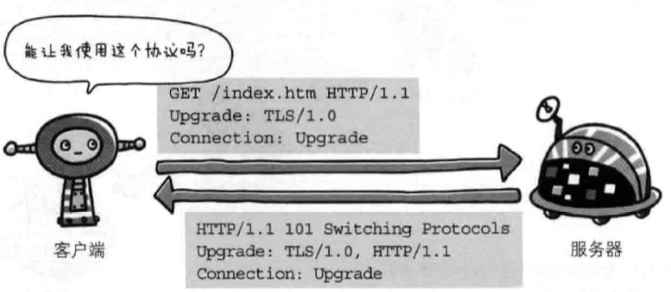 能让我使用这个协议吗?
GET /index.htm HTTP/1.1
Upgrade: TLS/1.0
Connection: Upgrade
客户端
服务器
HTTP/1.1 101 Switching Protocols
Upgrade: TLS/1.0, HTTP/1.1
Connection: Upgrade